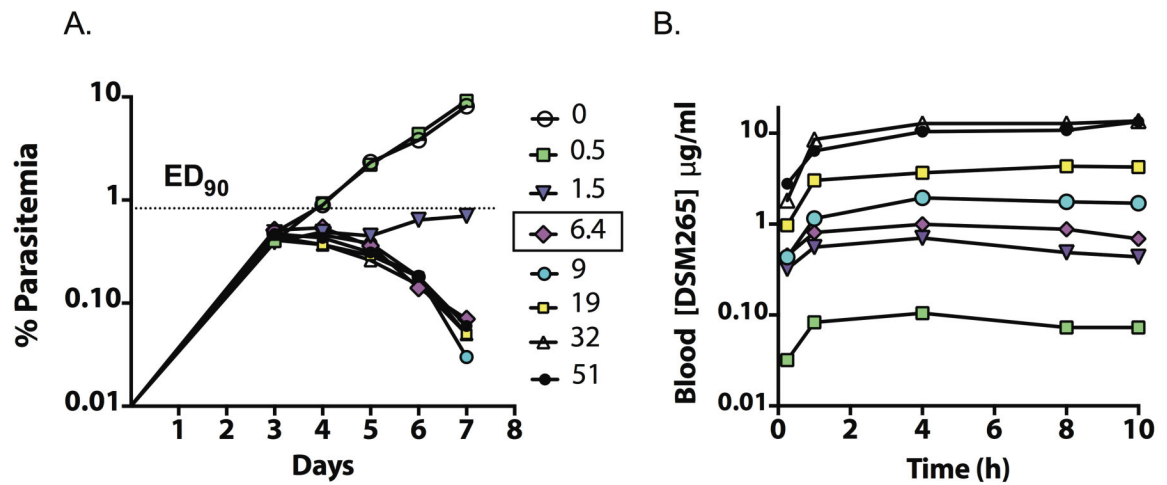 A.
% Parasitemia
10
1
0.10
0.01
ED90
1 2 3 4 5 6 7 8
Days
0
0.5
1.5
6.4
9
19
32
51
B.
Blood [DSM265] μg/ml
10
1
0.10
0.01
0 2 4 6 8 10
Time (h)